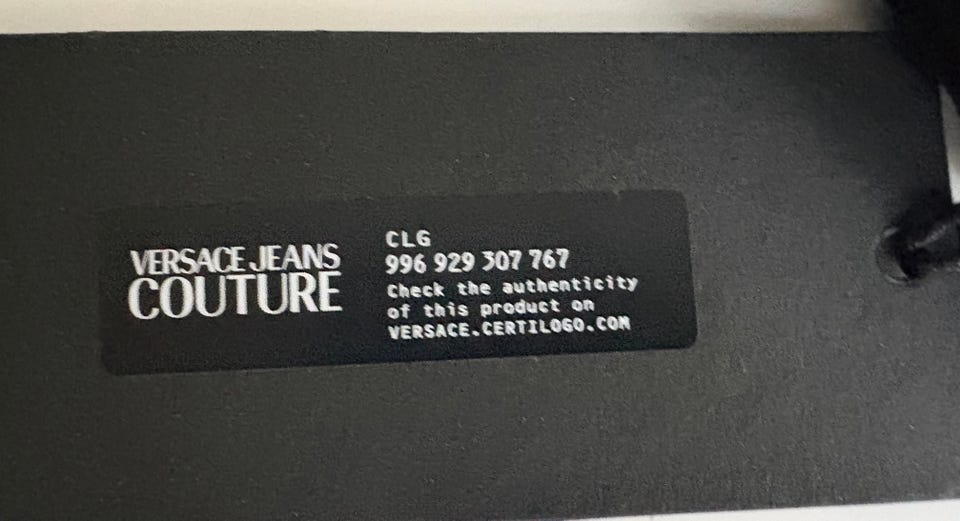 VERSACE JEANS
COUTURE
CLG
996 929 307 767
Check the authenticity
of this product on
VERSACE.CERTILOGO.COM